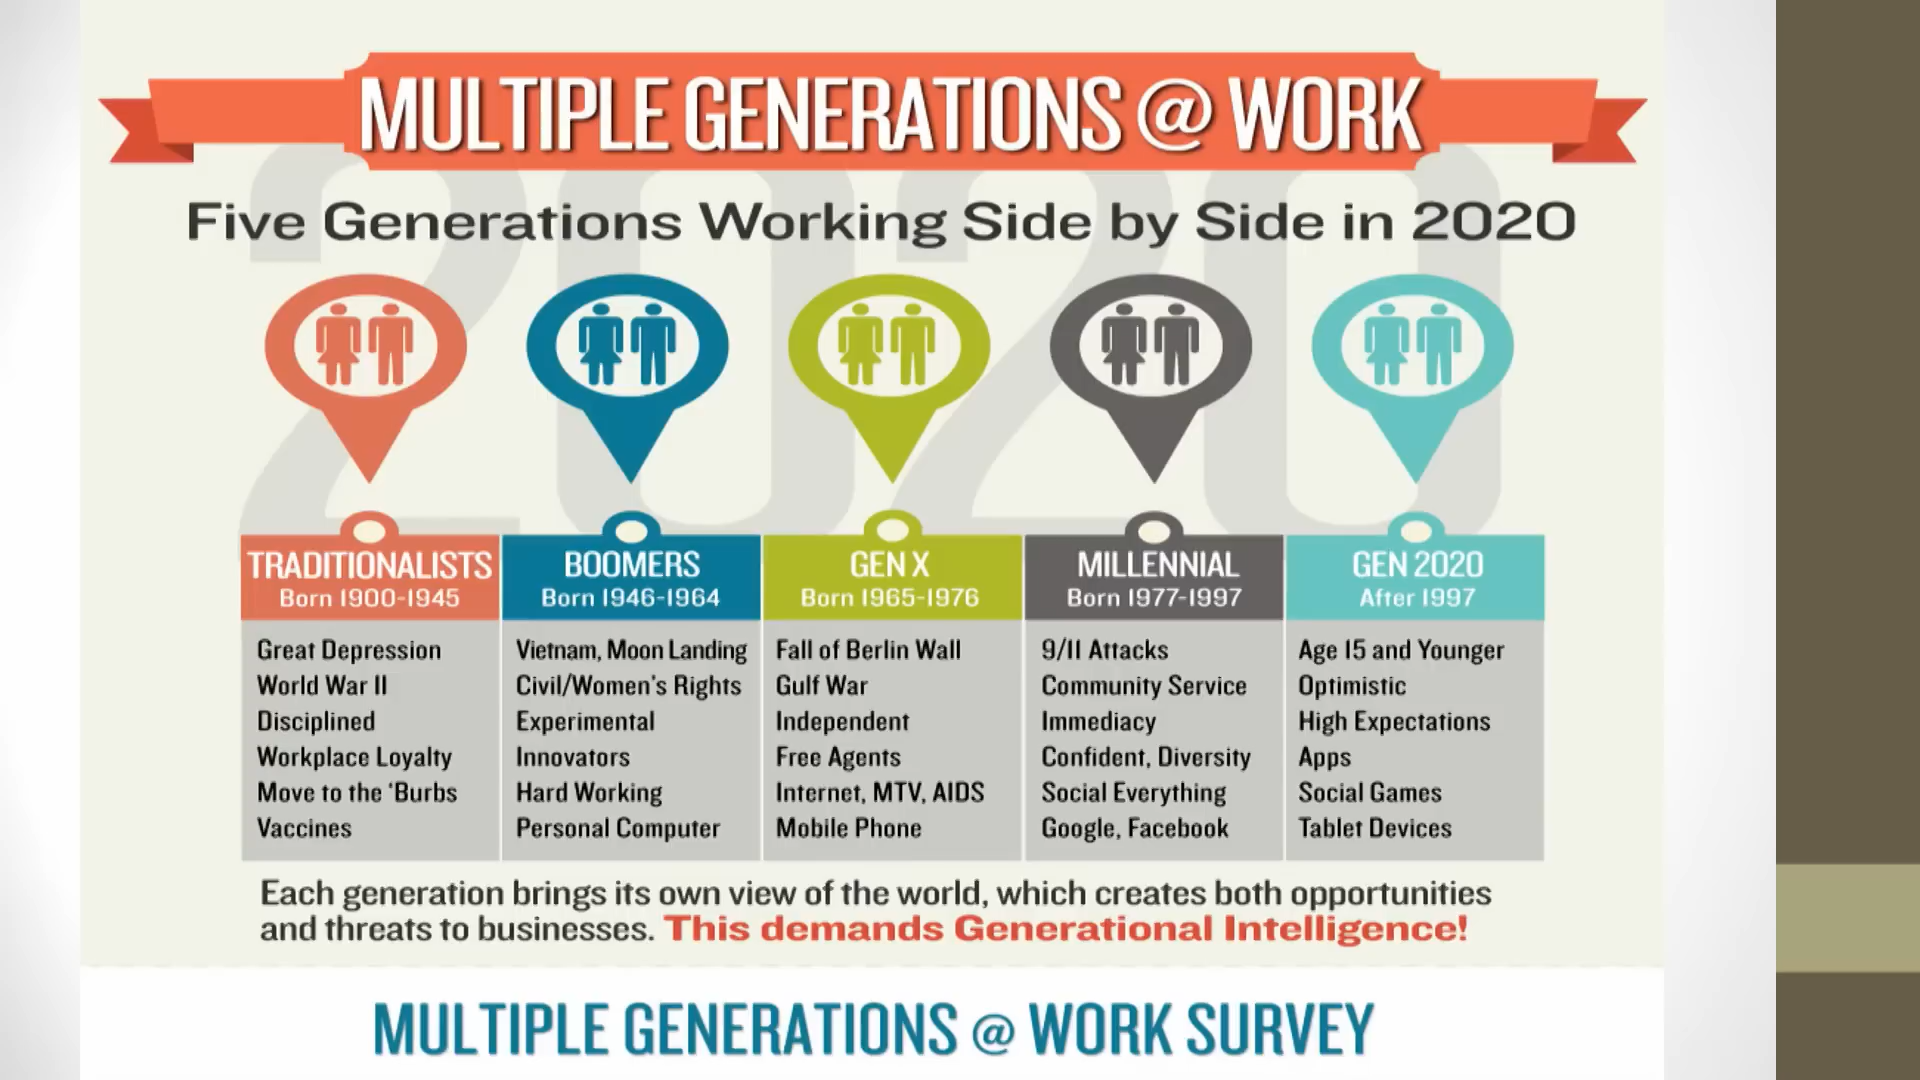 MULTIPLE GENERATIONS @ WORK
Five Generations Working Side by Side in 2020
2020
TRADITIONALISTS
Born 1900-1945
Great Depression
World War II
Disciplined
Workplace Loyalty
Move to the ‘Burbs
Vaccines
BOOMERS
Born 1946-1964
Vietnam, Moon Landing
Civil/Women's Rights
Experimental
Innovators
Hard Working
Personal Computer
GEN X
Born 1965-1976
Fall of Berlin Wall
Gulf War
Independent
Free Agents
Internet, MTV, AIDS
Mobile Phone
MILLENNIAL
Born 1977-1997
9/11 Attacks
Community Service
Immediacy
Confident, Diversity
Social Everything
Google, Facebook
GEN 2020
After 1997
Age 15 and Younger
Optimistic
High Expectations
Apps
Social Games
Tablet Devices
Each generation brings its own view of the world, which creates both opportunities
and threats to businesses. This demands Generational Intelligence!
MULTIPLE GENERATIONS @ WORK SURVEY